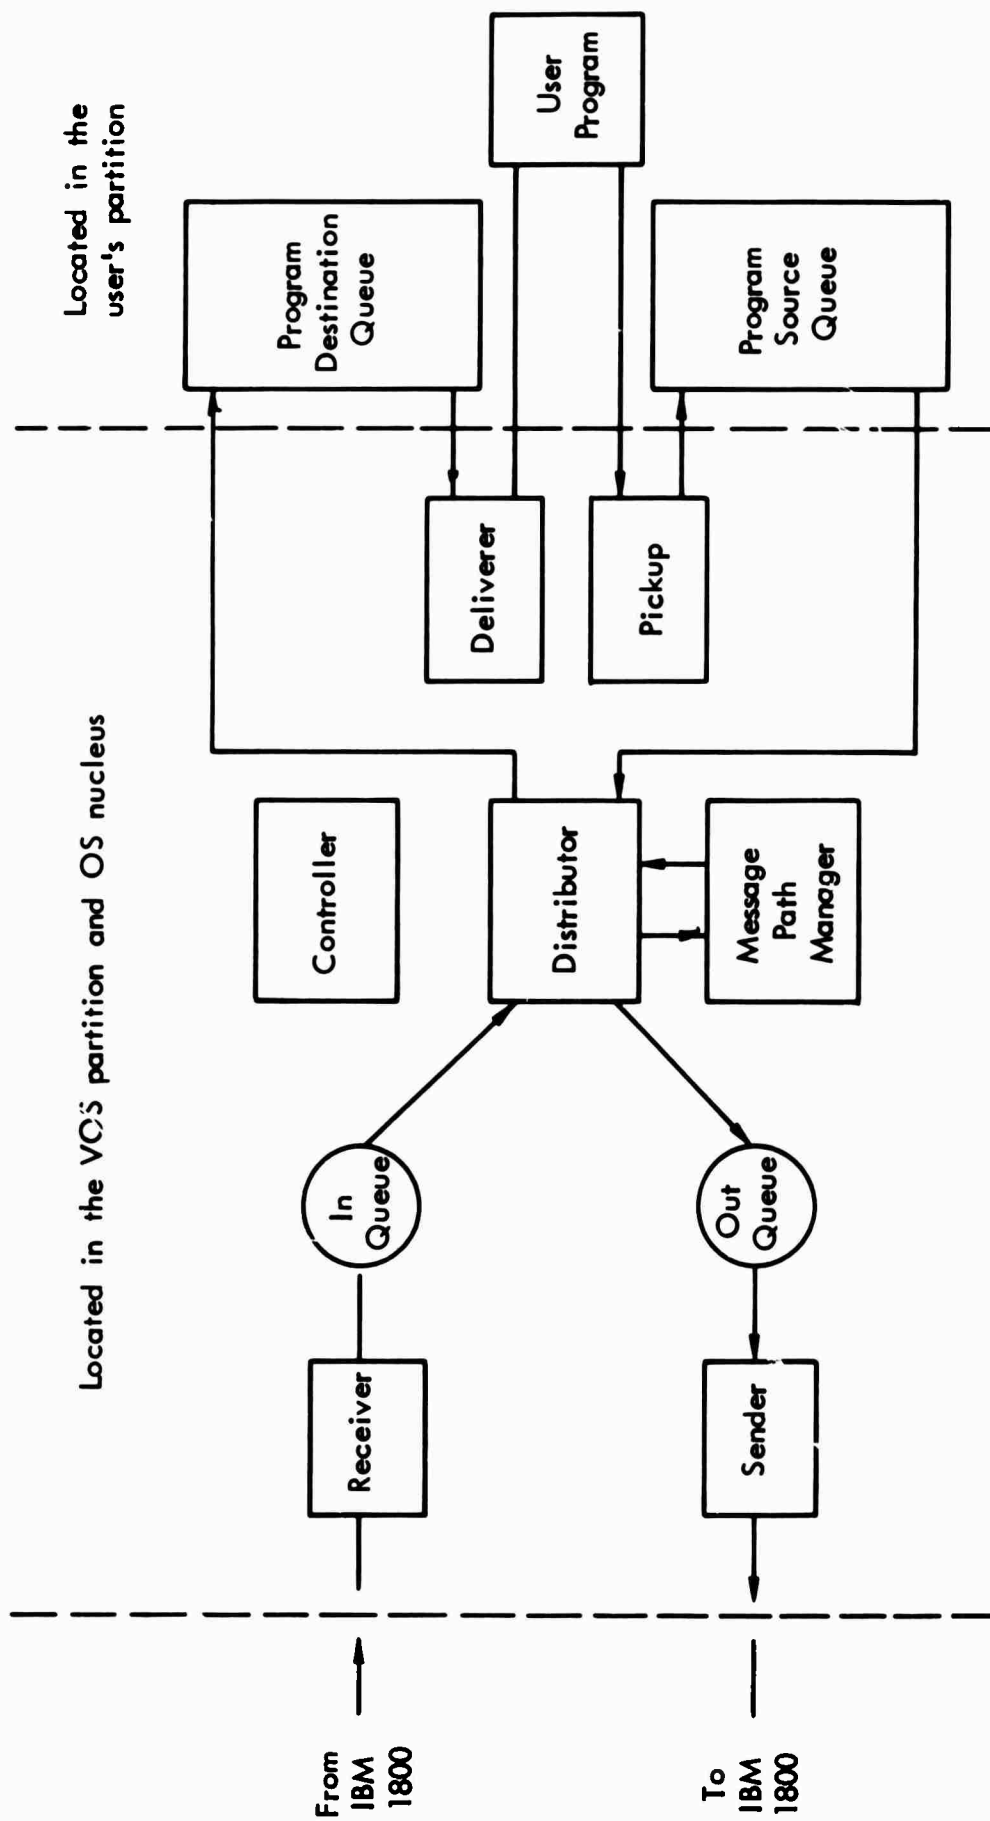 Located in the VOS partition and OS nucleus
Located in the
user's partition
From
IBM
1800
Receiver
In
Queue
Controller
Distributor
Message
Path
Manager
Deliverer
Pickup
Program
Destination
Queue
User
Program
Program
Source
Queue
To
IBM
1800
Sender
Out
Queue